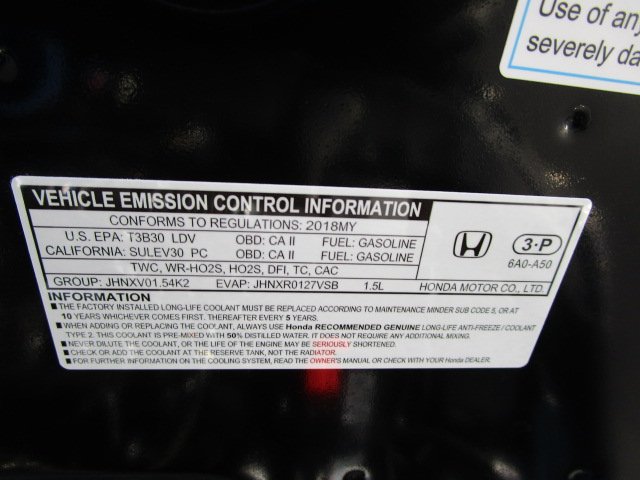 Use of any
severely da
VEHICLE EMISSION CONTROL INFORMATION
CONFORMS TO REGULATIONS: 2018MY
U.S. EPA: T3B30 LDV OBD: CA II FUEL: GASOLINE
CALIFORNIA: SULEV30 PC OBD: CA II FUEL: GASOLINE
TWC, WR-HO2S, HO2S, DFI, TC, CAC
3-P
6A0-A50
GROUP: JHNXV01.54K2 EVAP: JHNXR0127VSB 1.5L HONDA MOTOR CO., LTD.
INFORMATION
■ THE FACTORY INSTALLED LONG-LIFE COOLANT MUST BE REPLACED ACCORDING TO MAINTENANCE MINDER SUB CODE 5, OR AT
10 YEARS WHICHEVER COMES FIRST. THEREAFTER EVERY 5 YEARS.
■ WHEN ADDING OR REPLACING THE COOLANT, ALWAYS USE Honda RECOMMENDED GENUINE LONG-LIFE ANTI-FREEZE / COOLANT
TYPE 2. THIS COOLANT IS PRE-MIXED WITH 50% DISTILLED WATER. IT DOES NOT REQUIRE ANY ADDITIONAL MIXING.
■ NEVER DILUTE THE COOLANT, OR THE LIFE OF THE ENGINE MAY BE SERIOUSLY SHORTENED.
■ CHECK OR ADD THE COOLANT AT THE RESERVE TANK, NOT THE RADIATOR.
■ FOR FURTHER INFORMATION ON THE COOLING SYSTEM, READ THE OWNER'S MANUAL OR CHECK WITH YOUR Honda DEALER.